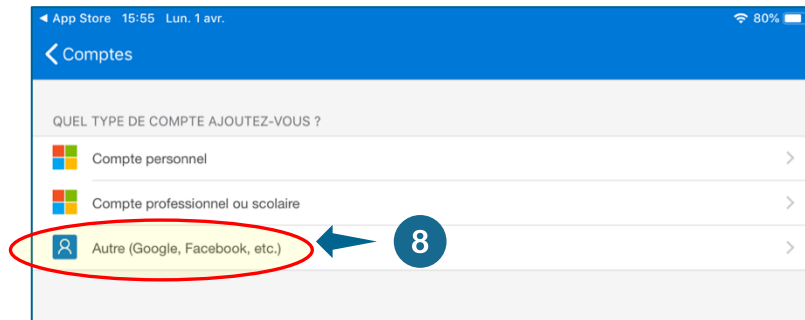 App Store 15:55 Lun. 1 avr. 80%
Comptes
QUEL TYPE DE COMPTE AJOUTEZ-VOUS ?
Compte personnel
Compte professionnel ou scolaire
Autre (Google, Facebook, etc.)
8